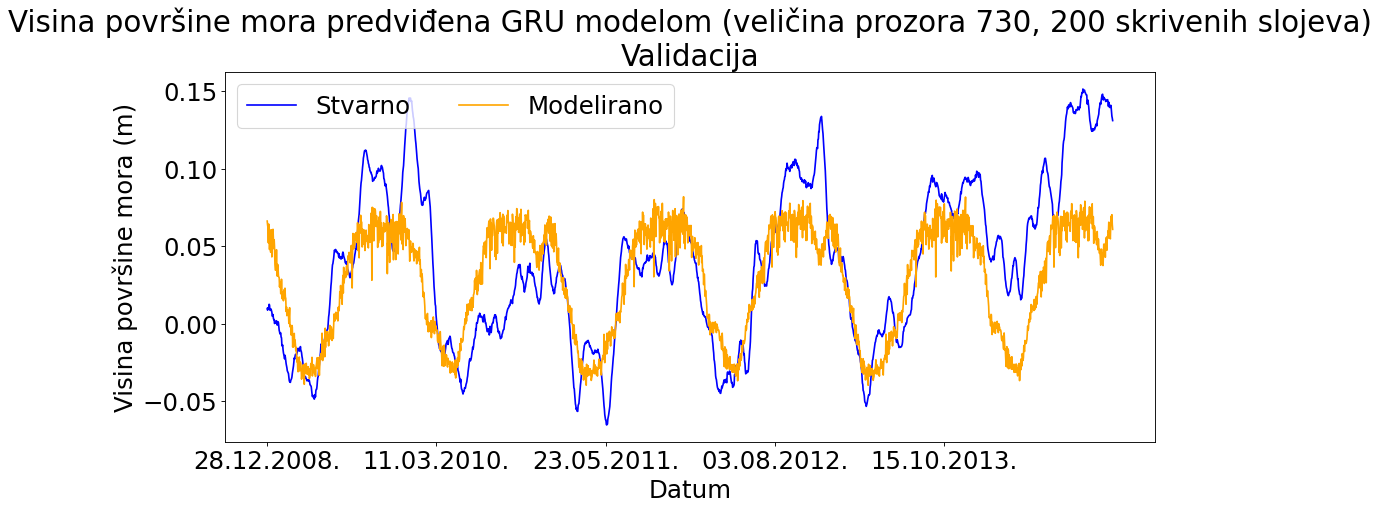 Visina površine mora predviđena GRU modelom (veličina prozora 730, 200 skrivenih slojeva)
Validacija
Stvarno
Modelirano
Visina površine mora (m)
0.15
0.10
0.05
0.00
−0.05
28.12.2008.
11.03.2010.
23.05.2011.
03.08.2012.
15.10.2013.
Datum